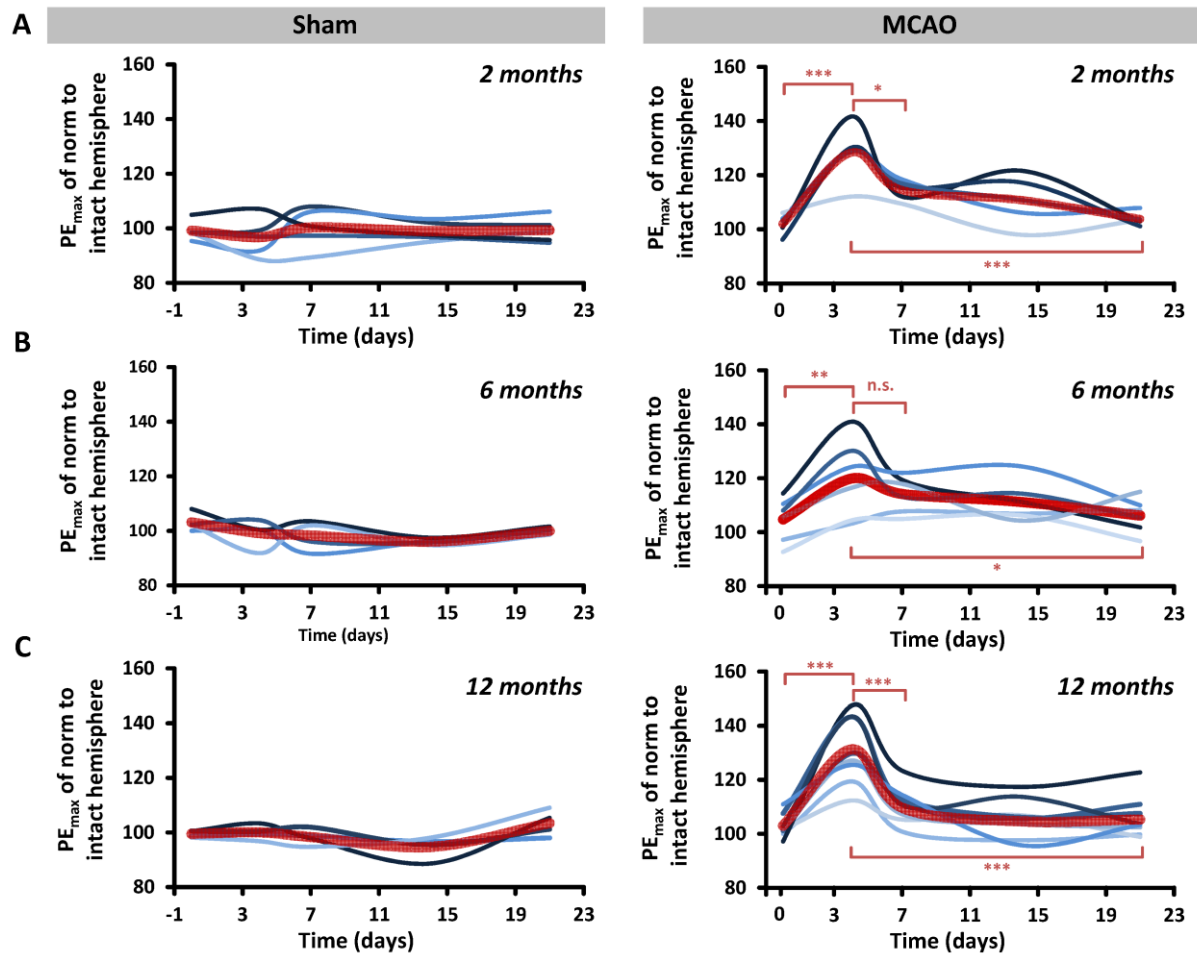 A
Sham
MCAO
2 months
PEmax of norm to
intact hemisphere
160
140
120
100
80
-1 3 7 11 15 19 23
Time (days)
2 months
PEmax of norm to
intact hemisphere
160
140
120
100
80
0 3 7 11 15 19 23
Time (days)
***
*
***
B
6 months
PEmax of norm to
intact hemisphere
160
140
120
100
80
-1 3 7 11 15 19 23
Time (days)
6 months
PEmax of norm to
intact hemisphere
160
140
120
100
80
0 3 7 11 15 19 23
Time (days)
**
n.s.
*
C
12 months
PEmax of norm to
intact hemisphere
160
140
120
100
80
-1 3 7 11 15 19 23
Time (days)
12 months
PEmax of norm to
intact hemisphere
160
140
120
100
80
0 3 7 11 15 19 23
Time (days)
***
***
***